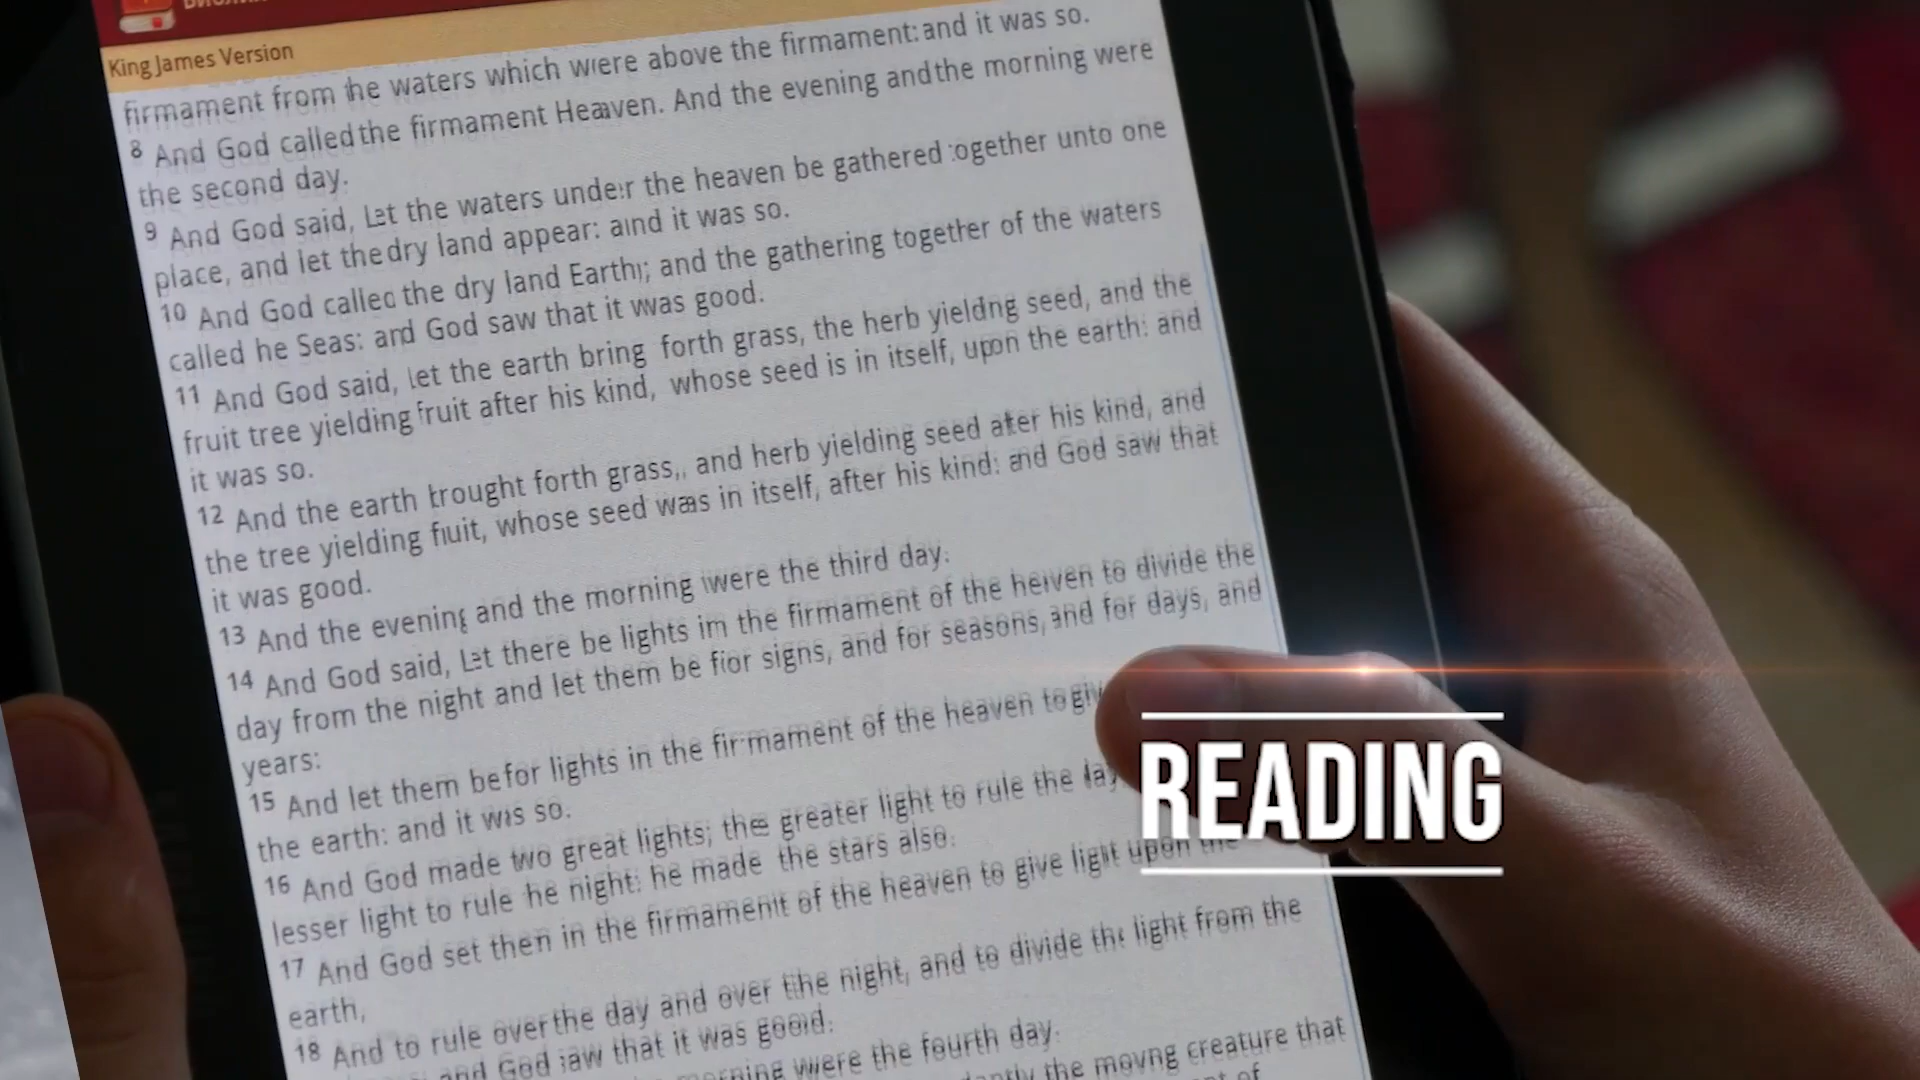 King James Version
firmament from the waters which were above the firmament: and it was so.
8 And God called the firmament Heaven. And the evening and the morning were
the second day.
9 And God said, Let the waters under the heaven be gathered together unto one
place, and let the dry land appear: and it was so.
10 And God called the dry land Earth; and the gathering together of the waters
called he Seas: and God saw that it was good.
11 And God said, Let the earth bring forth grass, the herb yielding seed, and the
fruit tree yielding fruit after his kind, whose seed is in itself, upon the earth: and
it was so.
12 And the earth brought forth grass, and herb yielding seed after his kind, and
the tree yielding fruit, whose seed was in itself, after his kind: and God saw that
it was good.
13 And the evening and the morning were the third day.
14 And God said, Let there be lights in the firmament of the heaven to divide the
day from the night and let them be for signs, and for seasons, and for days, and
years:
15 And let them be for lights in the firmament of the heaven to
the earth: and it was so.
16 And God made two great lights; the greater light to rule the
lesser light to rule the night: he made the stars also.
17 And God set them in the firmament of the heaven to give light upon the
earth,
18 And to rule over the day and over the night, and to divide the light from the
and God saw that it was good.
morning were the fourth day.
the moving creature that
of
READING